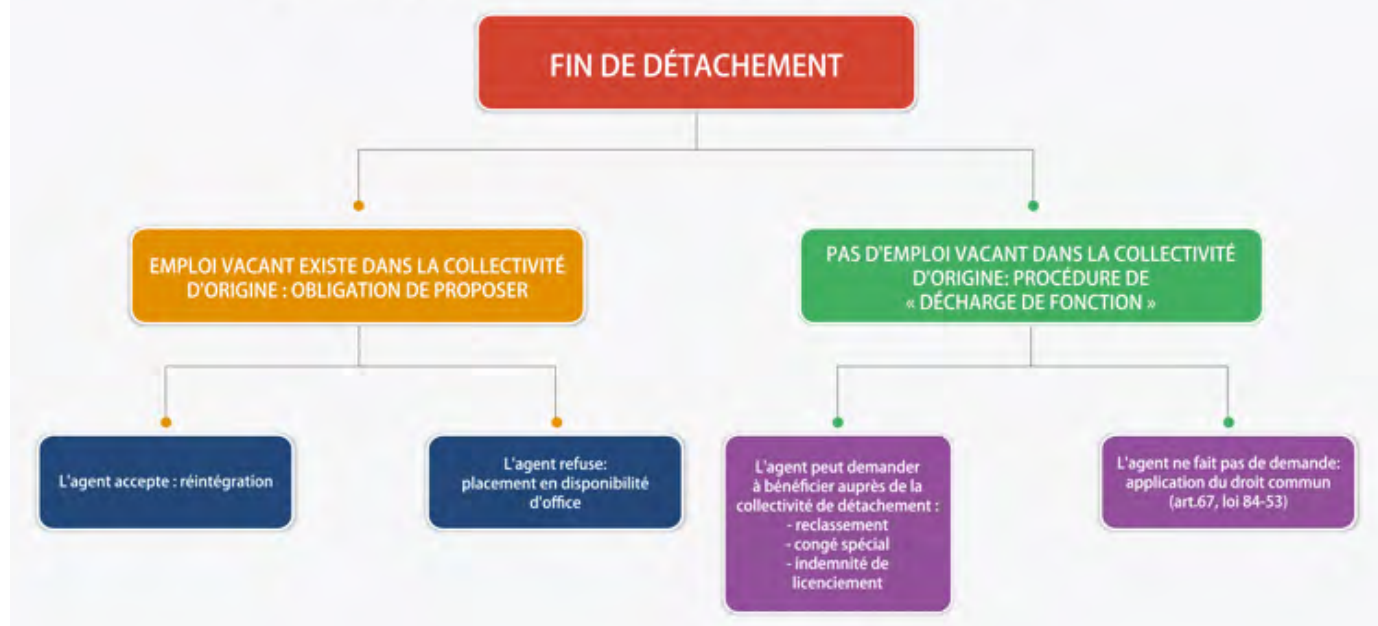 FIN DE DÉTACHEMENT
EMPLOI VACANT EXISTE DANS LA COLLECTIVITÉ
D'ORIGINE : OBLIGATION DE PROPOSER
PAS D'EMPLOI VACANT DANS LA COLLECTIVITÉ
D'ORIGINE: PROCÉDURE DE
« DÉCHARGE DE FONCTION »
L'agent accepte : réintégration
L'agent refuse:
placement en disponibilité
d'office
L'agent peut demander
à bénéficier auprès de la
collectivité de détachement :
- reclassement
- congé spécial
- indemnité de
licenciement
L'agent ne fait pas de demande:
application du droit commun
(art.67, loi 84-53)